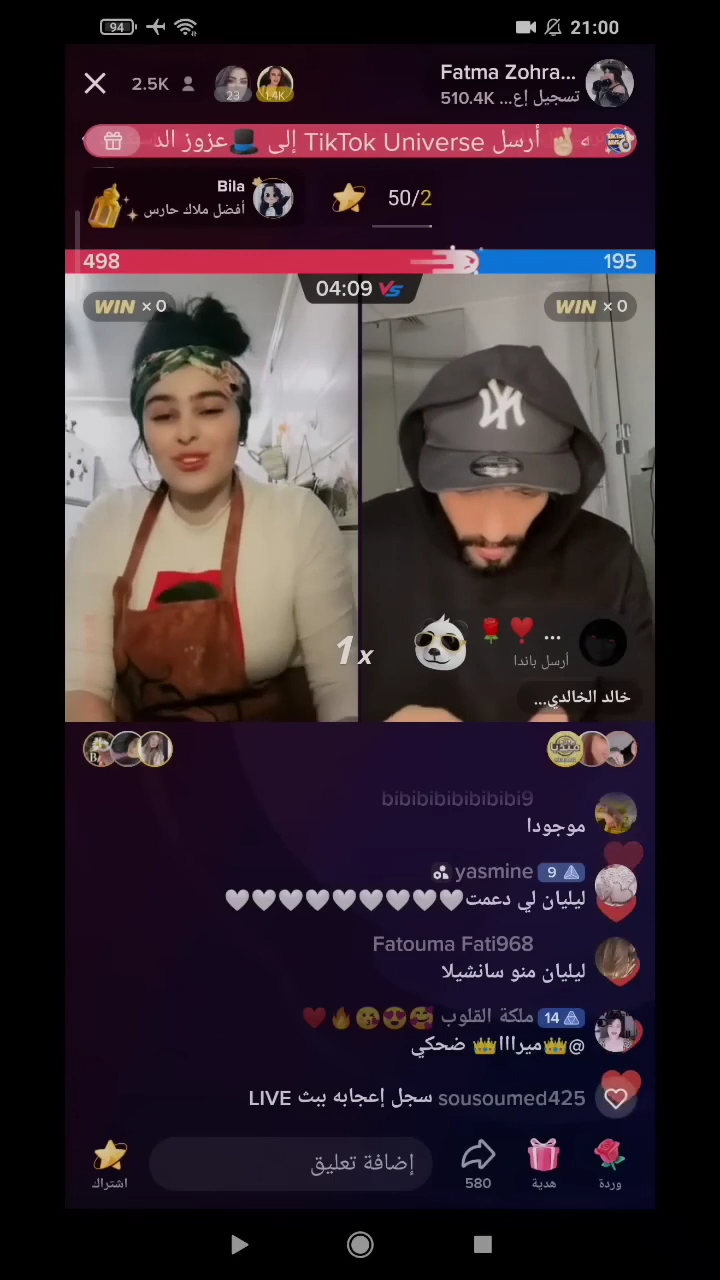 94
21:00
2.5K
23
1.4K
Fatma Zohra...
510.4K تسجيل إع...
أرسل TikTok Universe إلى 🎩عزوز الد
Bila
أفضل ملاك حارس
50/2
498
195
04:09 VS
WIN × 0
WIN × 0
1x
🌹 ❤️ ...
أرسل باندا
خالد الخالدي...
bibibibibibibibi9
موجودا
yasmine 9
ليليان لي دعمت🤍🤍🤍🤍🤍🤍🤍🤍🤍
Fatouma Fati968
ليليان منو سانشيلا
14 ملكة القلوب 🥰😍😘🔥❤️
@👑ميرااا👑 ضحكي
sousoumed425 سجل إعجابه ببث LIVE
اشتراك
إضافة تعليق
580
هدية
وردة